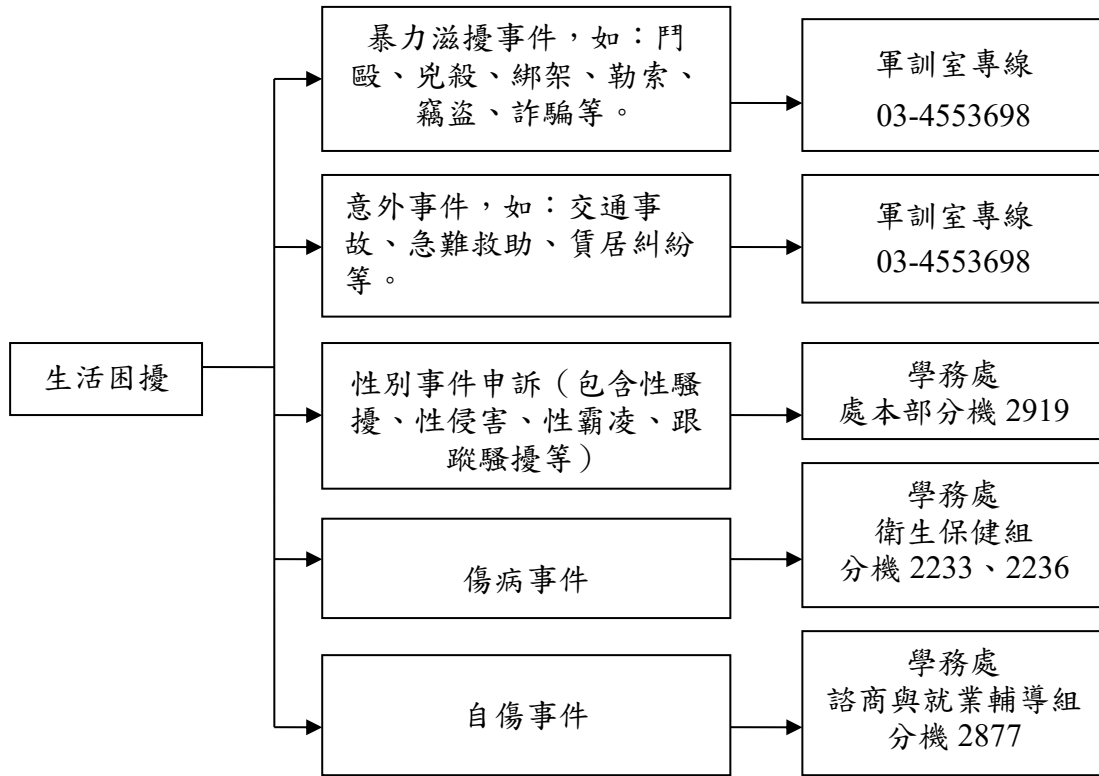 生活困擾
暴力滋擾事件，如：鬥
毆、兇殺、綁架、勒索、
竊盜、詐騙等。
軍訓室專線
03-4553698
意外事件，如：交通事
故、急難救助、賃居糾紛
等。
軍訓室專線
03-4553698
性別事件申訴（包含性騷
擾、性侵害、性霸凌、跟
蹤騷擾等）
學務處
處本部分機 2919
傷病事件
學務處
衛生保健組
分機 2233、2236
自傷事件
學務處
諮商與就業輔導組
分機 2877